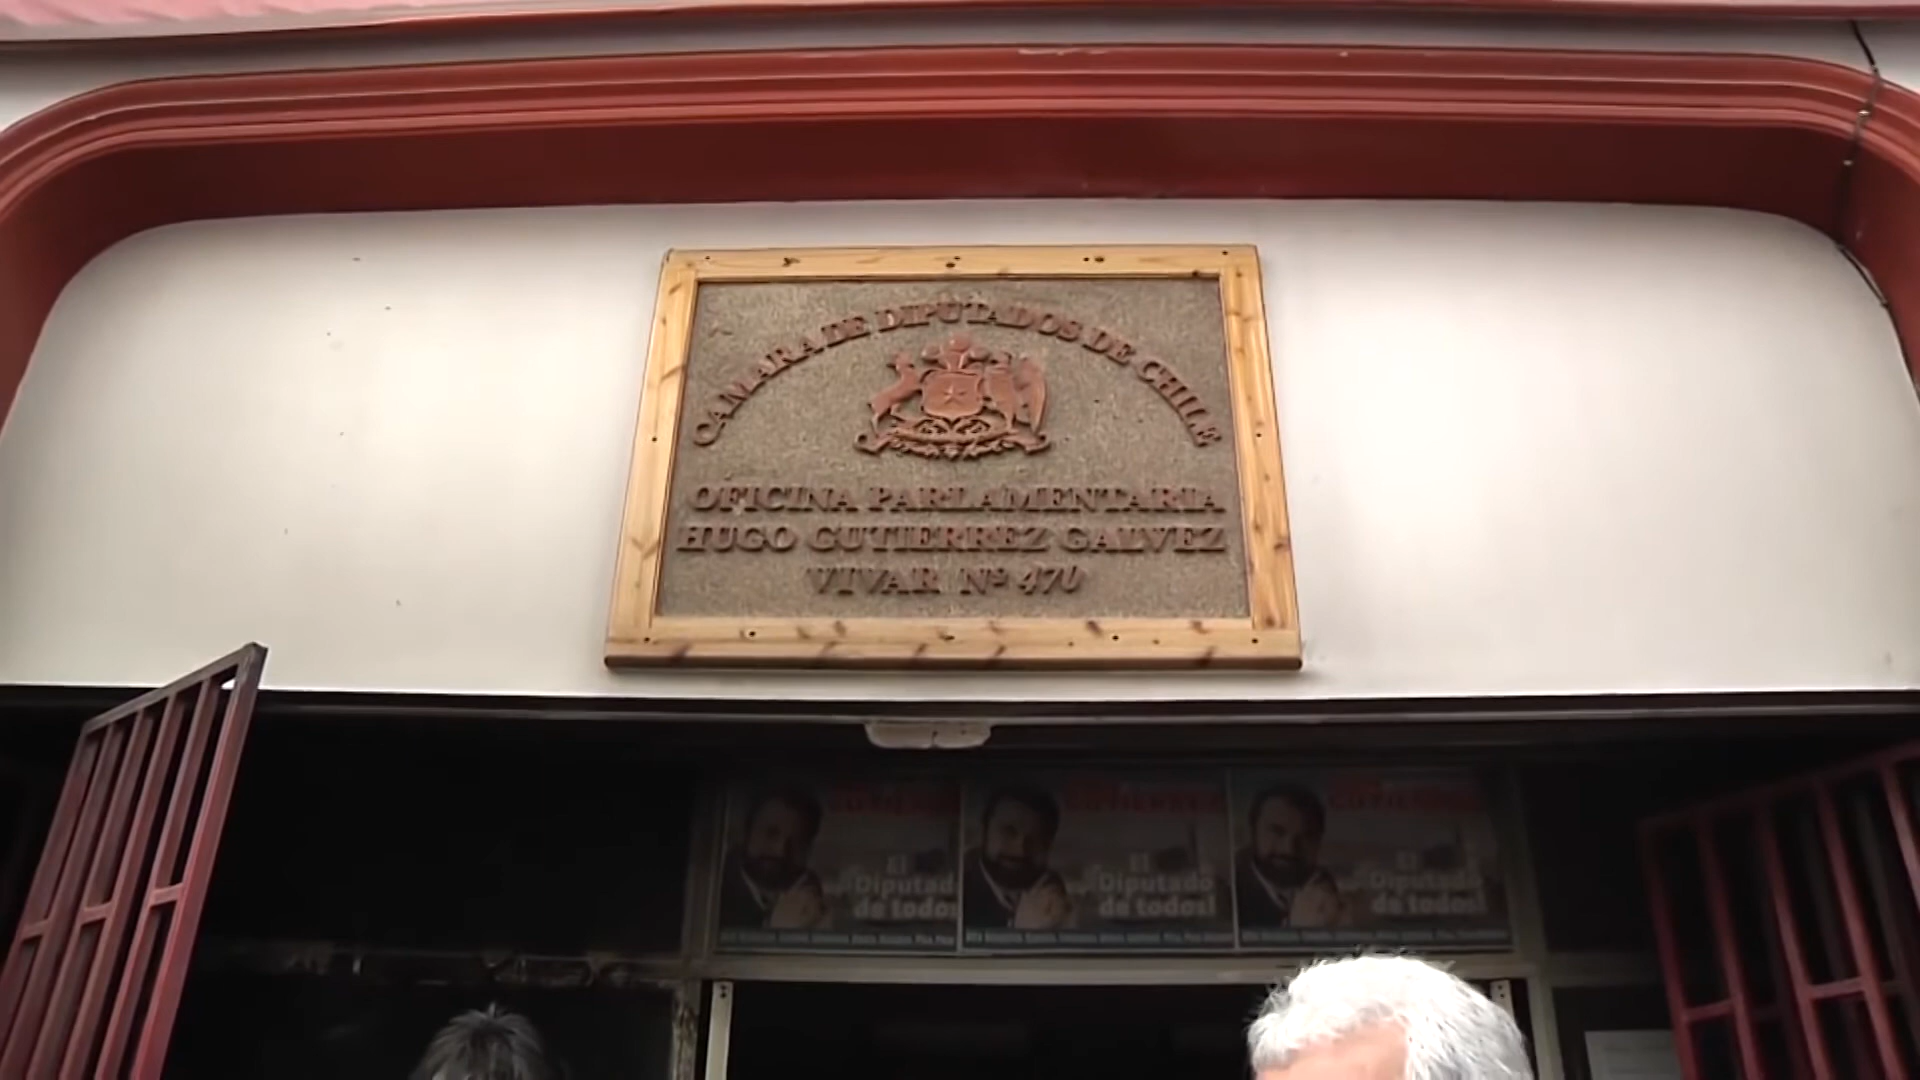 CAMARA DE DIPUTADOS DE CHILE
OFICINA PARLAMENTARIA
HUGO GUTIERREZ GALVEZ
VIVAR Nº 470
El
Diputado
de todos!
El
Diputado
de todos!
El
Diputado
de todos!